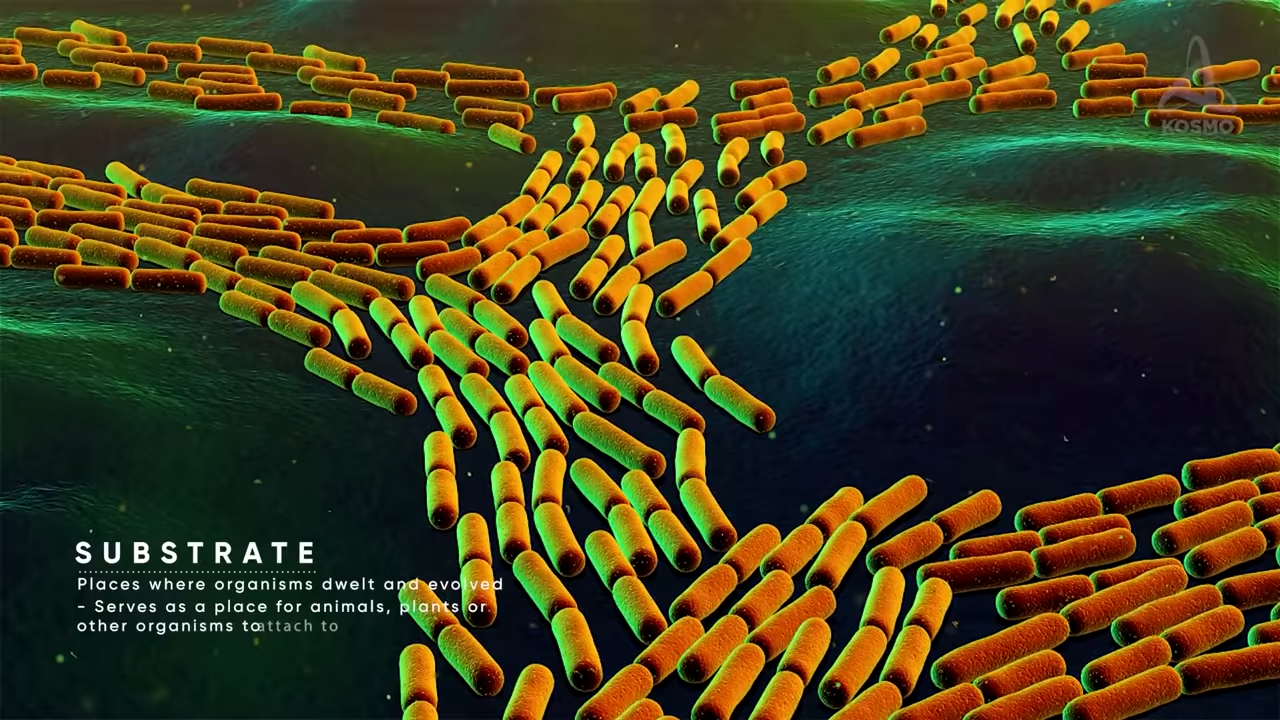 KOSMO
SUBSTRATE
Places where organisms dwelt and evolved
- Serves as a place for animals, plants or
other organisms to attach to